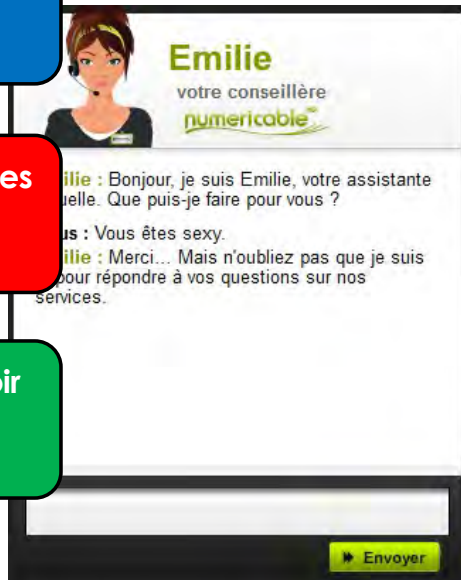 Emilie
votre conseillère
numericable
es
ilie : Bonjour, je suis Emilie, votre assistante
uelle. Que puis-je faire pour vous ?
us : Vous êtes sexy.
ilie : Merci... Mais n'oubliez pas que je suis
pour répondre à vos questions sur nos
services.
oir
Envoyer